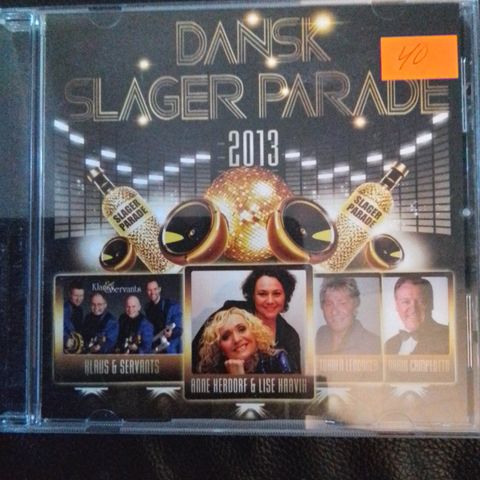 DANSK
40
SLAGER PARADE
2013
SLAGER PARADE
SLAGER PARADE
Klaus & Servants
KLAUS & SERVANTS
ANNE HERDORF & LISE HAAVIK